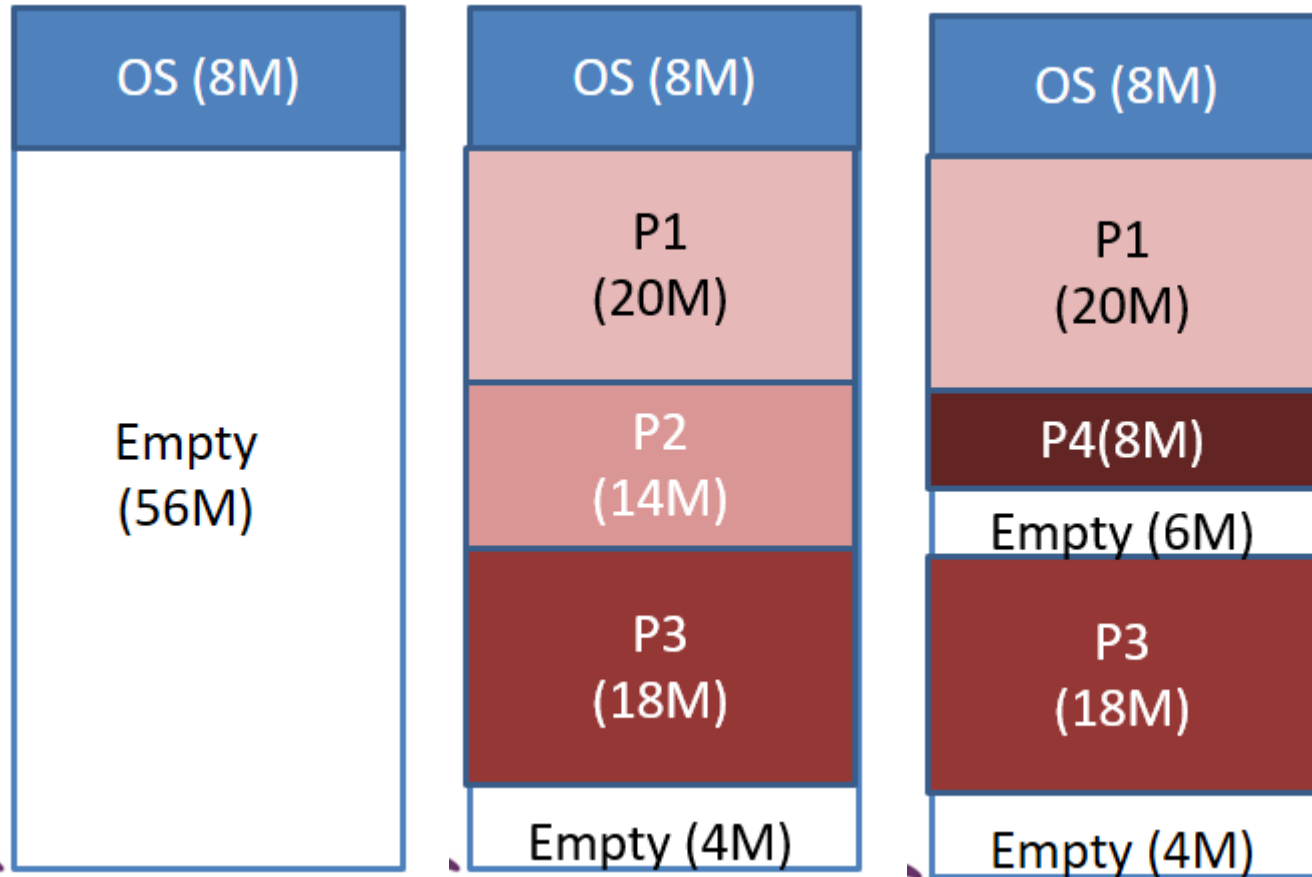 OS (8M)
Empty
(56M)
OS (8M)
P1
(20M)
P2
(14M)
P3
(18M)
Empty (4M)
OS (8M)
P1
(20M)
P4(8M)
Empty (6M)
P3
(18M)
Empty (4M)